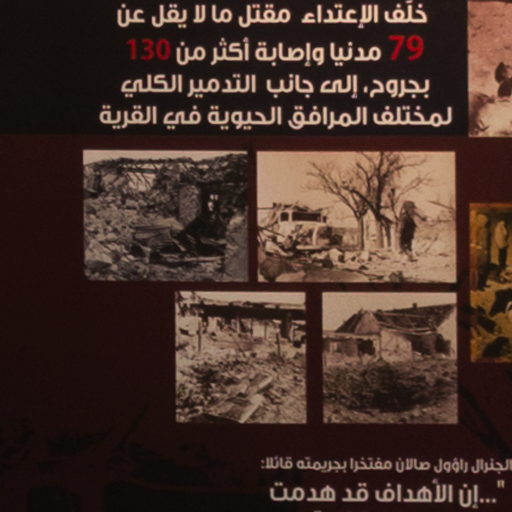 خلّف الإعتداء مقتل ما لا يقل عن
79 مدنيا وإصابة أكثر من 130
بجروح، إلى جانب التدمير الكلي
لمختلف المرافق الحيوية في القرية
الجنرال راؤول صالان مفتخرا بجريمته قائلا:
"...إن الأهداف قد هدمت